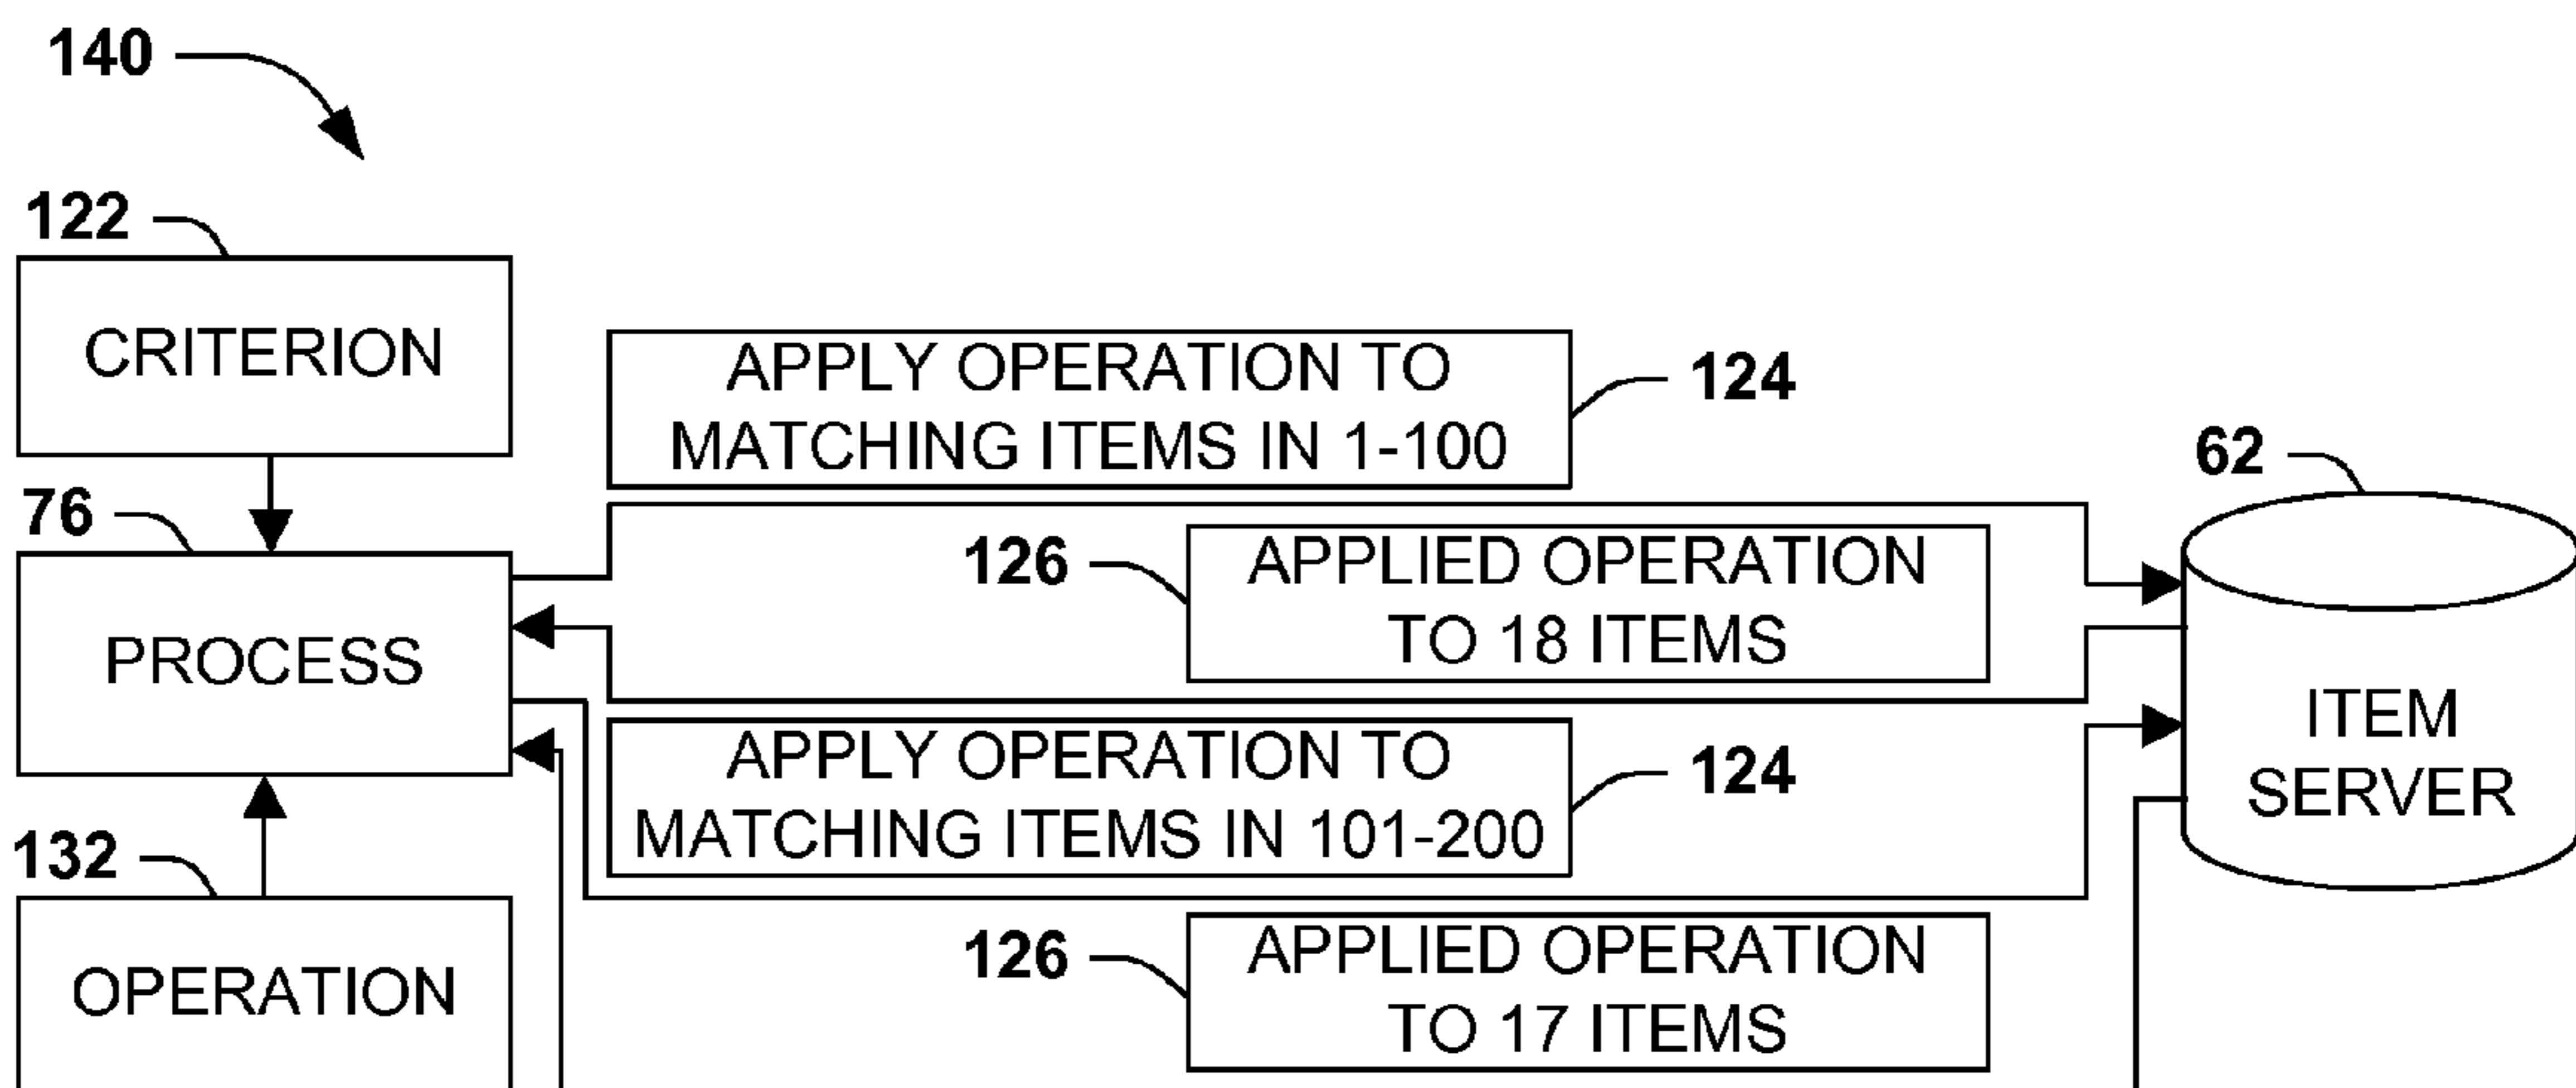 140
122
CRITERION
APPLY OPERATION TO
MATCHING ITEMS IN 1-100
124
62
76
PROCESS
126
APPLIED OPERATION
TO 18 ITEMS
ITEM
SERVER
APPLY OPERATION TO
MATCHING ITEMS IN 101-200
124
132
OPERATION
126
APPLIED OPERATION
TO 17 ITEMS